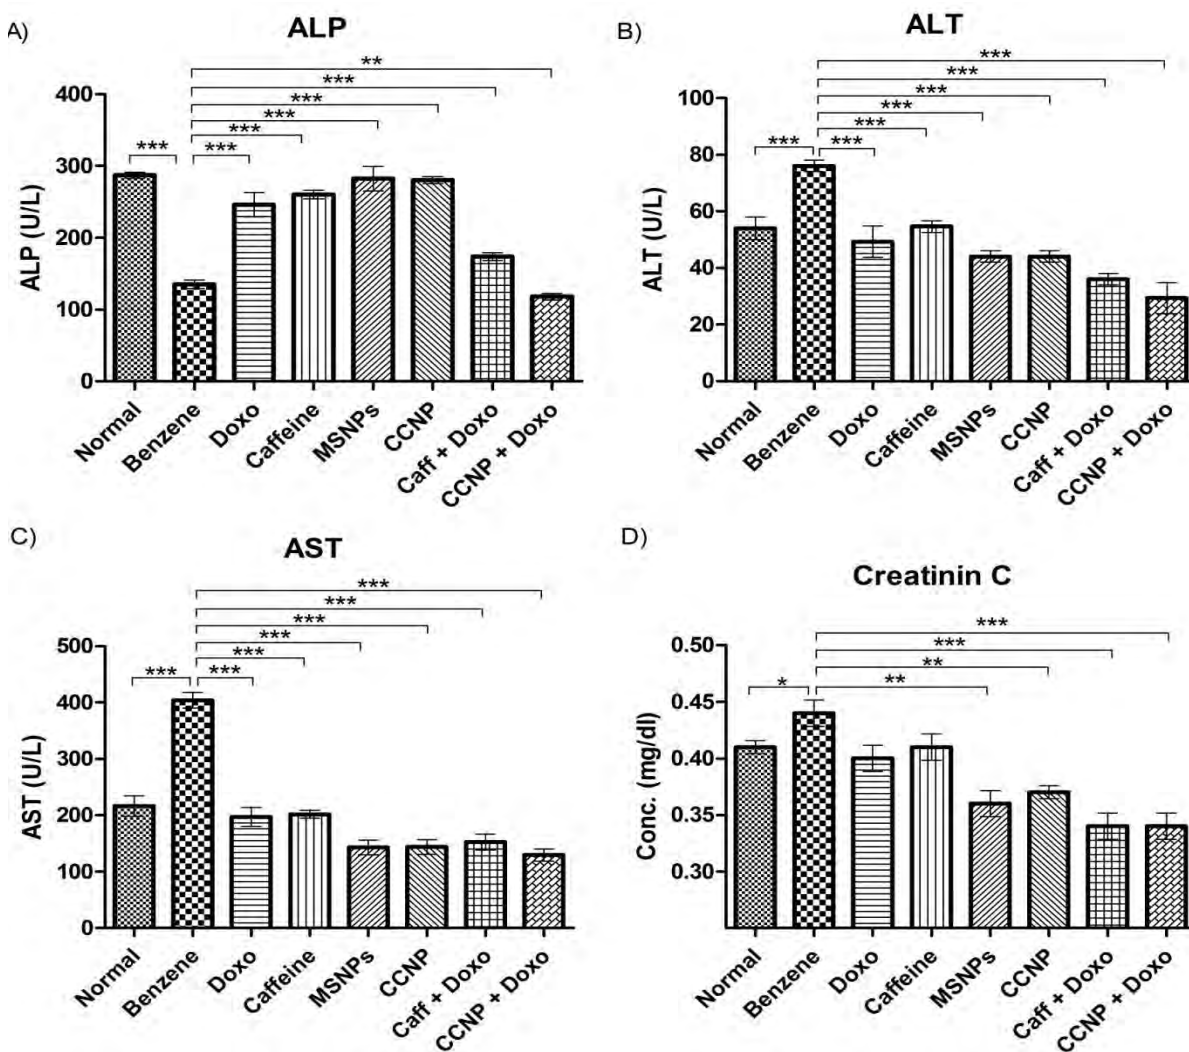 A)
ALP
**
***
***
***
***
***
***
400
300
200
100
0
ALP (U/L)
Normal
Benzene
Doxo
Caffeine
MSNPs
CCNP
Caff + Doxo
CCNP + Doxo
B)
ALT
***
***
***
***
***
***
***
100
80
60
40
20
0
ALT (U/L)
Normal
Benzene
Doxo
Caffeine
MSNPs
CCNP
Caff + Doxo
CCNP + Doxo
C)
AST
***
***
***
***
***
***
***
500
400
300
200
100
0
AST (U/L)
Normal
Benzene
Doxo
Caffeine
MSNPs
CCNP
Caff + Doxo
CCNP + Doxo
D)
Creatinin C
***
***
**
**
*
0.50
0.45
0.40
0.35
0.30
Conc. (mg/dl)
Normal
Benzene
Doxo
Caffeine
MSNPs
CCNP
Caff + Doxo
CCNP + Doxo